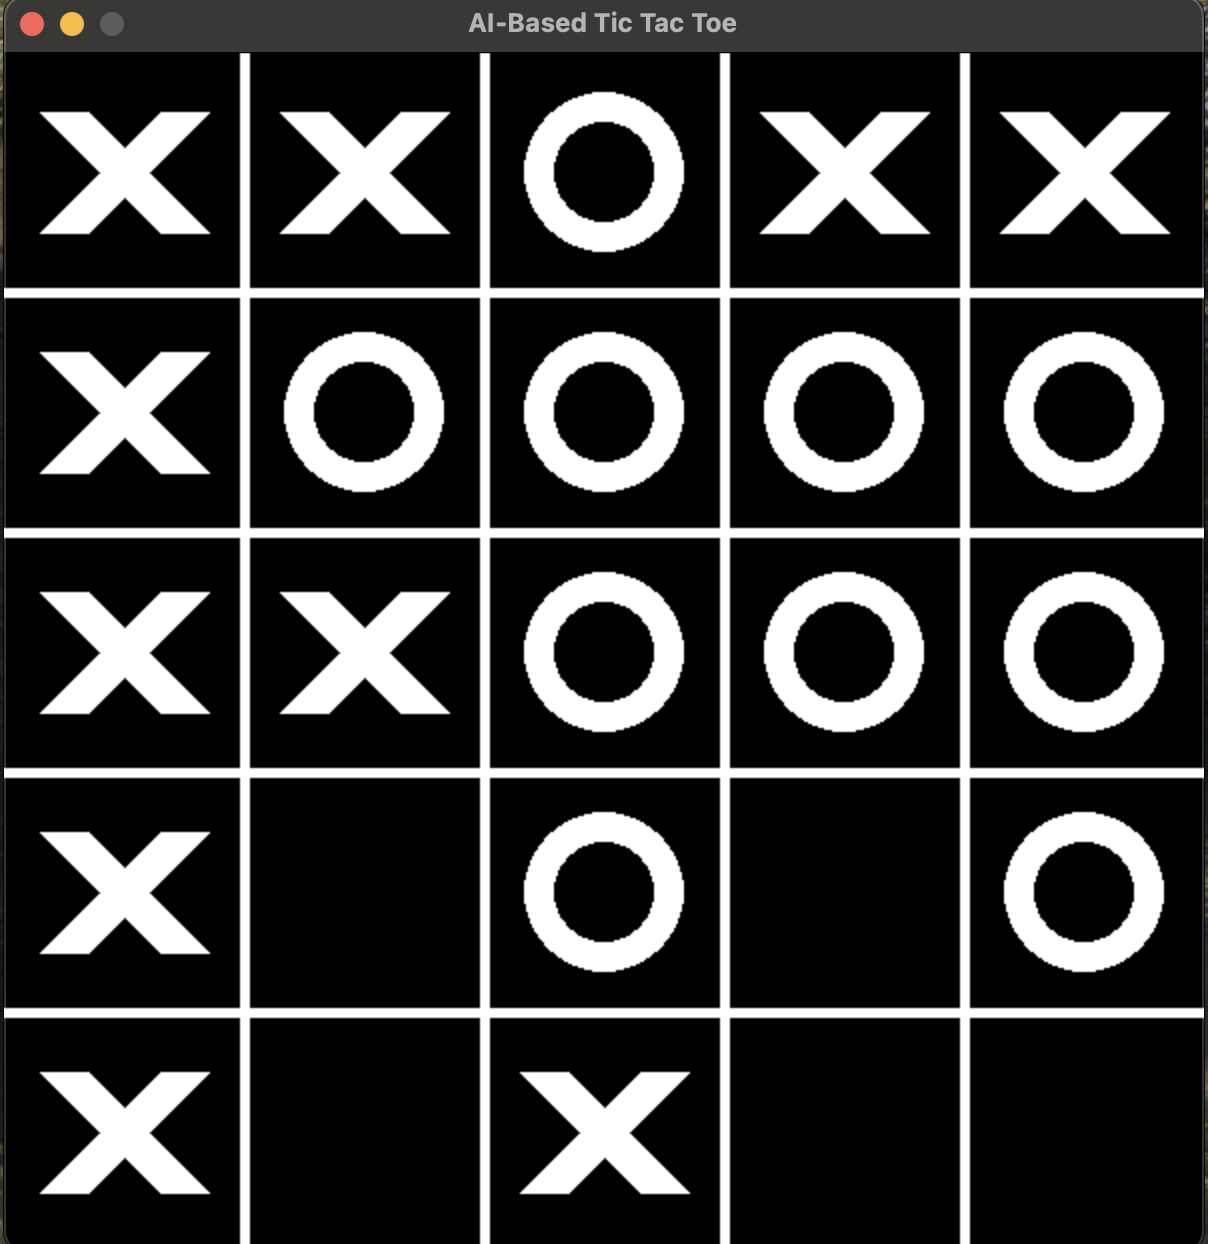 AI-Based Tic Tac Toe
X X O X X
X O O O O
X X O O O
X O O
X X